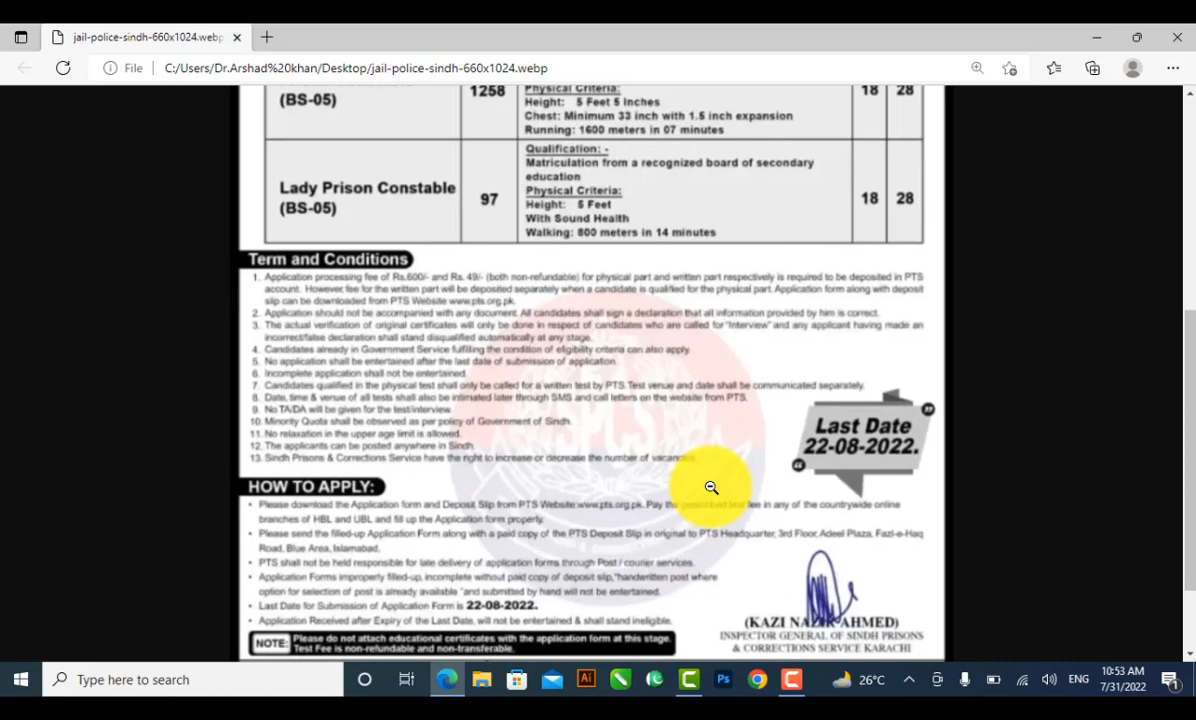 jail-police-sindh-660x1024.webp
File
C:/Users/Dr.Arshad%20khan/Desktop/jail-police-sindh-660x1024.webp
(BS-05)
1258
Physical Criteria:
Height: 5 Feet 5 Inches
Chest: Minimum 33 inch with 1.5 inch expansion
Running: 1600 meters in 07 minutes
18
28
Lady Prison Constable
(BS-05)
97
Qualification: -
Matriculation from a recognized board of secondary
education
Physical Criteria:
Height: 5 Feet
With Sound Health
Walking: 800 meters in 14 minutes
18
28
Term and Conditions
1. Application processing fee of Rs.600/- and Rs. 49/- (both non-refundable) for physical part and written part respectively is required to be deposited in PTS
account. However, fee for the written part will be deposited separately when a candidate is qualified for the physical part. Application form along with deposit
slip can be downloaded from PTS Website www.pts.org.pk.
2. Application should not be accompanied with any document. All candidates shall sign a declaration that all information provided by him is correct.
3. The actual verification of original certificates will only be done in respect of candidates who are called for "Interview" and any applicant having made an
incorrect/false declaration shall stand disqualified automatically at any stage.
4. Candidates already in Government Service fulfilling the condition of eligibility criteria can also apply.
5. No application shall be entertained after the last date of submission of application.
6. Incomplete application shall not be entertained.
7. Candidates qualified in the physical test shall only be called for a written test by PTS. Test venue and date shall be communicated separately.
8. Date, time & venue of all tests shall also be intimated later through SMS and call letters on the website from PTS.
9. No TA/DA will be given for the test/interview.
10. Minority Quota shall be observed as per policy of Government of Sindh.
11. No relaxation in the upper age limit is allowed.
12. The applicants can be posted anywhere in Sindh.
13. Sindh Prisons & Corrections Service have the right to increase or decrease the number of vacancies.
Last Date
22-08-2022.
HOW TO APPLY:
• Please download the Application form and Deposit Slip from PTS Website:www.pts.org.pk. Pay the prescribed test fee in any of the countrywide online
branches of HBL and UBL and fill up the Application form properly.
• Please send the filled-up Application Form along with a paid copy of the PTS Deposit Slip in original to PTS Headquarter, 3rd Floor, Adeel Plaza, Fazl-e-Haq
Road, Blue Area, Islamabad.
• PTS shall not be held responsible for late delivery of application forms through Post / courier services.
• Application Forms improperly filled-up, incomplete without paid copy of deposit slip,"handwritten post where
option for selection of post is already available "and submitted by hand will not be entertained.
• Last Date for Submission of Application Form is 22-08-2022.
• Application Received after Expiry of the Last Date, will not be entertained & shall stand ineligible.
NOTE: Please do not attach educational certificates with the application form at this stage.
Test Fee is non-refundable and non-transferable.
(KAZI NAZIR AHMED)
INSPECTOR GENERAL OF SINDH PRISONS
& CORRECTIONS SERVICE KARACHI
Type here to search
Ai
Ps
26°C
ENG
10:53 AM
7/31/2022
1